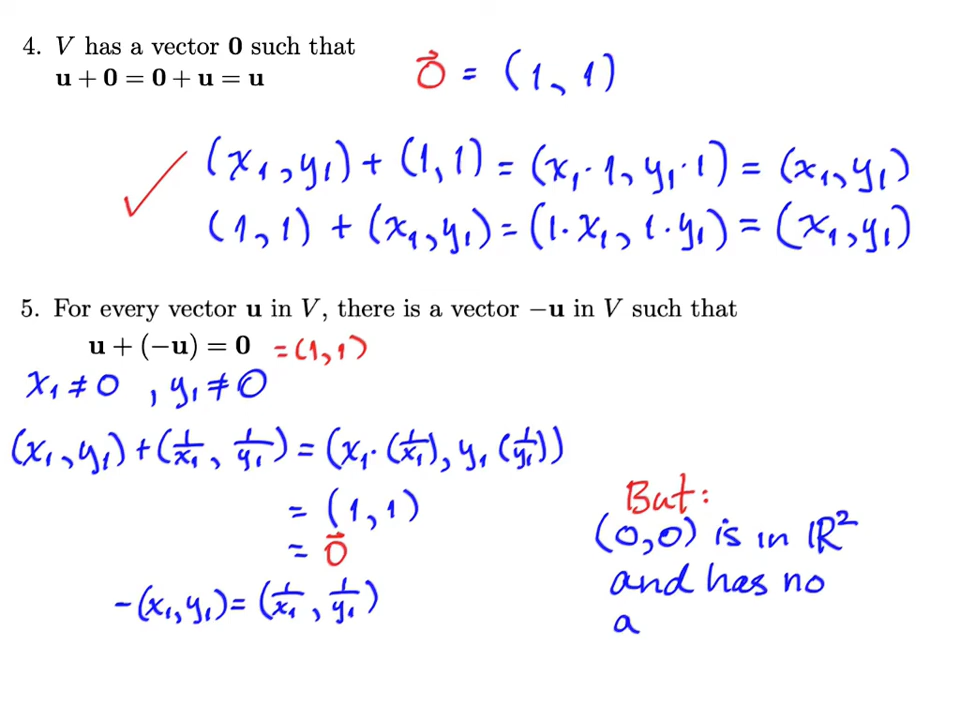 4. V has a vector 0 such that
u + 0 = 0 + u = u
0⃗ = (1, 1)
(x₁, y₁) + (1, 1) = (x₁· 1, y₁· 1) = (x₁, y₁)
(1, 1) + (x₁, y₁) = (1· x₁, 1· y₁) = (x₁, y₁)
5. For every vector u in V, there is a vector −u in V such that
u + (−u) = 0 = (1, 1)
x₁ ≠ 0 , y₁ ≠ 0
(x₁, y₁) + (1/x₁, 1/y₁) = (x₁· (1/x₁), y₁ (1/y₁))
= (1, 1)
= 0⃗
−(x₁, y₁) = (1/x₁, 1/y₁)
But:
(0,0) is in ℝ²
and has no
a